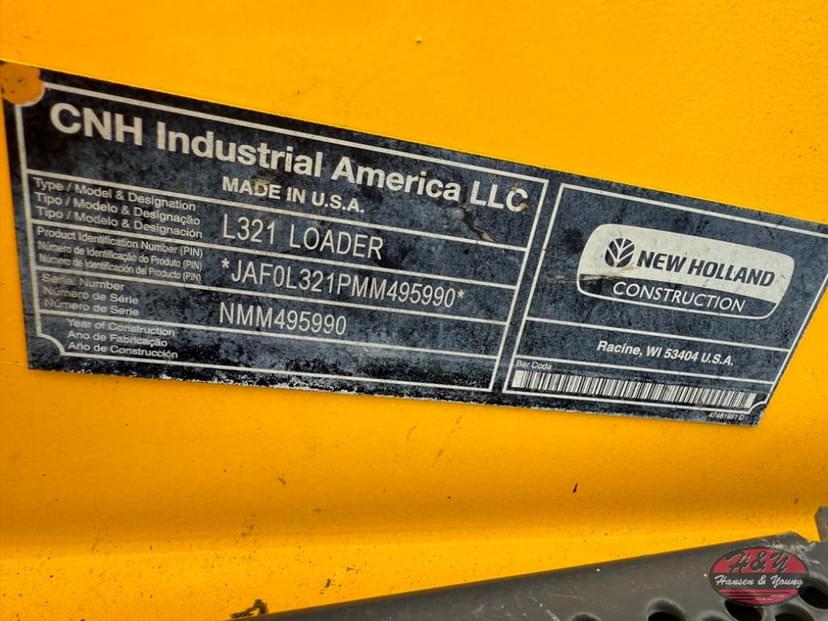 CNH Industrial America LLC
MADE IN U.S.A.
Type / Model & Designation
Tipo / Modelo & Designação
Tipo / Modelo & Designación
L321 LOADER
Product Identification Number (PIN)
Número de Identificação do Produto (PIN)
Número de Identificación del Producto (PIN)
*JAF0L321PMM495990*
Serial Number
Número de Série
Número de Serie
NMM495990
Year of Construction
Ano de Fabricação
Año de Construcción
NEW HOLLAND
CONSTRUCTION
Racine, WI 53404 U.S.A.
Bar Code
H&Y
Hansen & Young